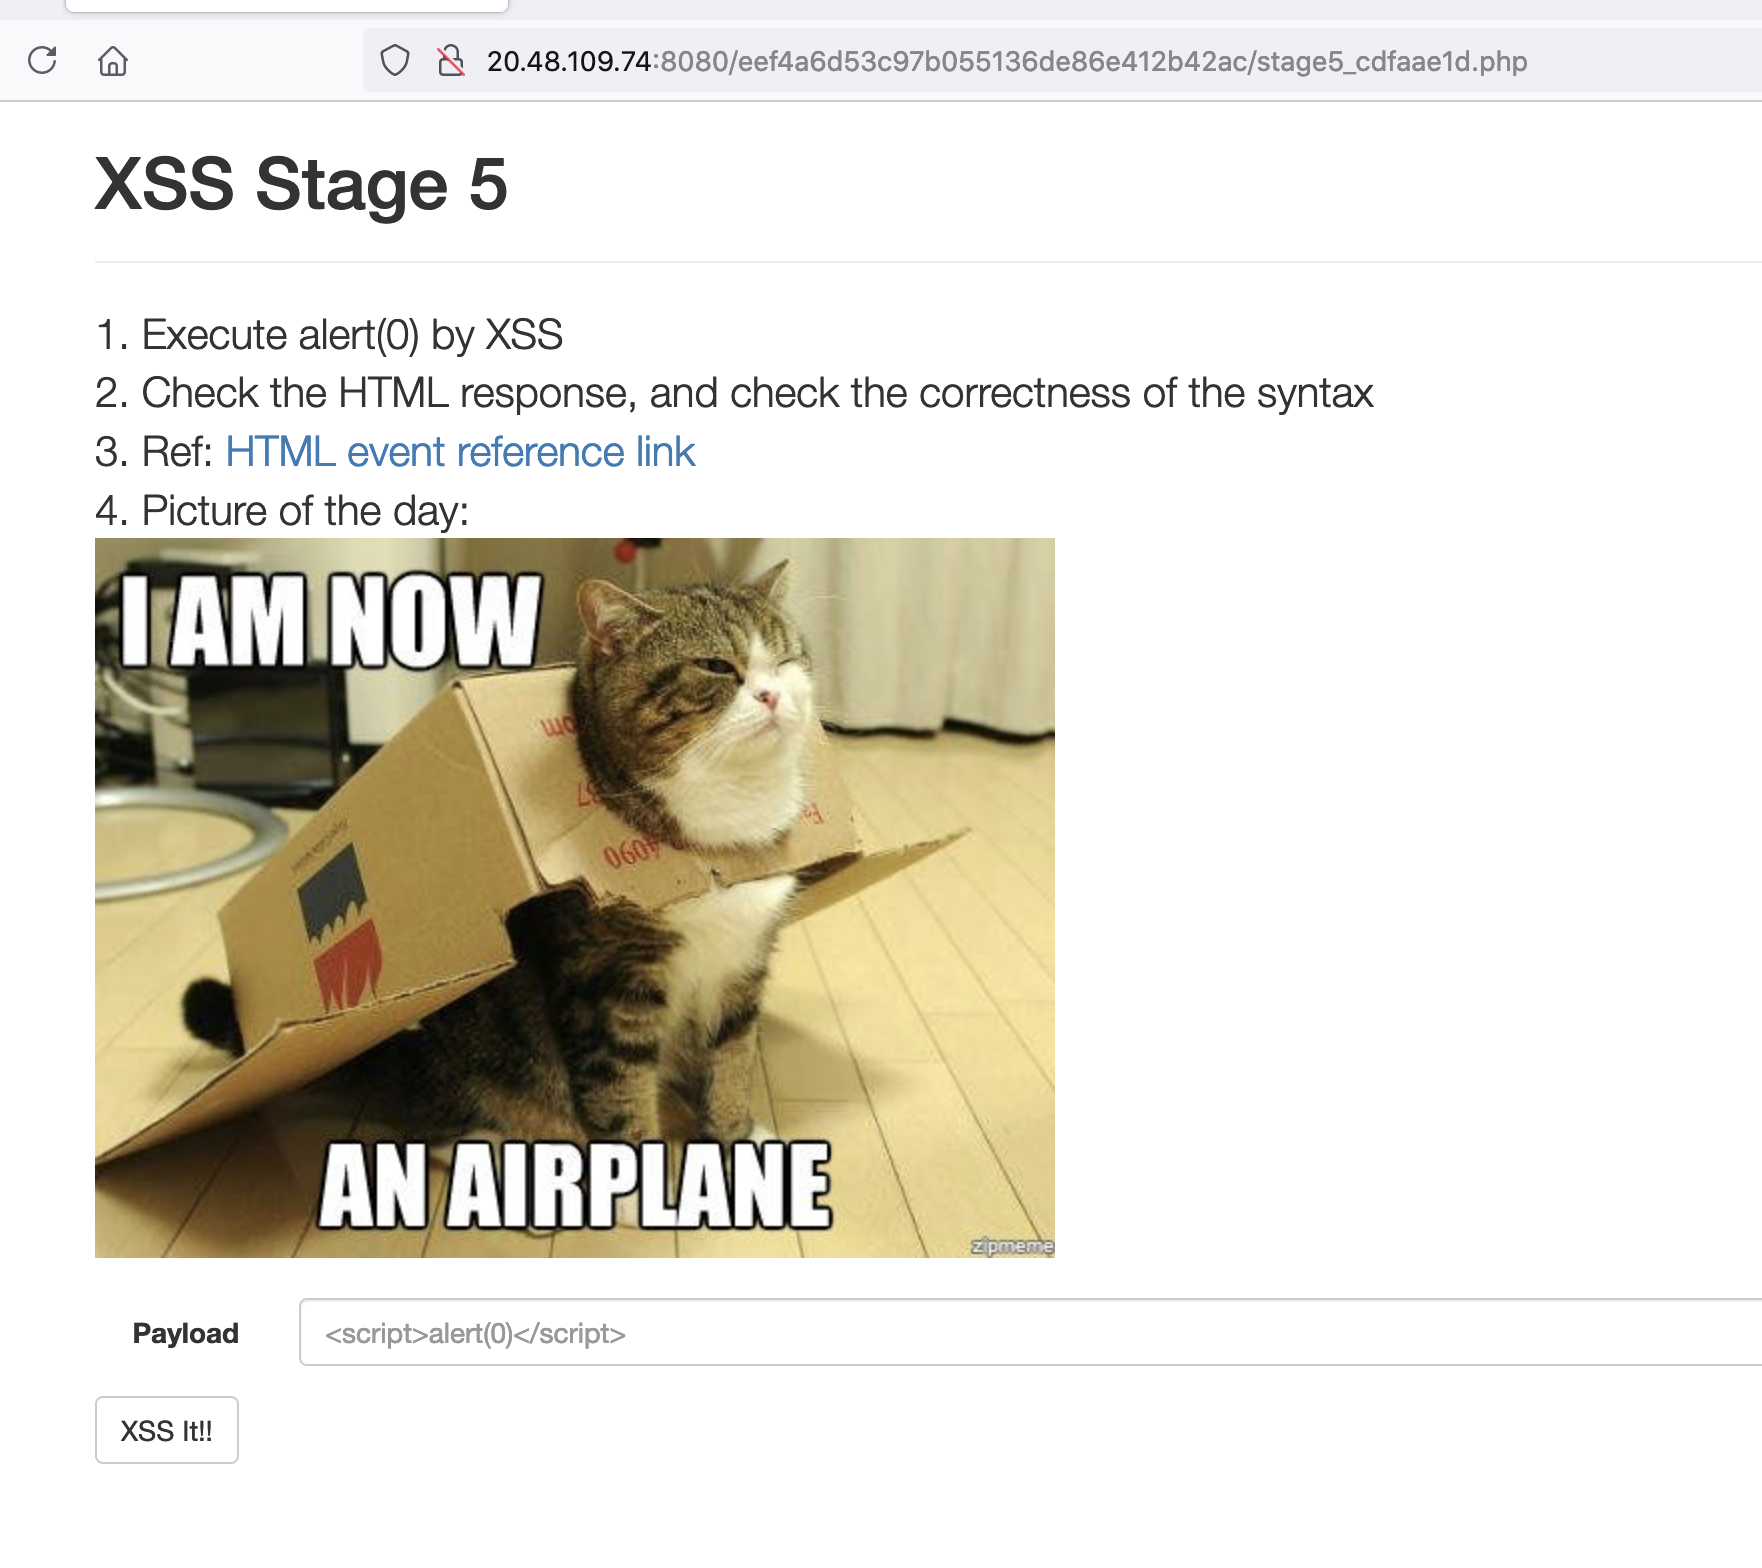 20.48.109.74:8080/eef4a6d53c97b055136de86e412b42ac/stage5_cdfaae1d.php
XSS Stage 5
1. Execute alert(0) by XSS
2. Check the HTML response, and check the correctness of the syntax
3. Ref: HTML event reference link
4. Picture of the day:
I AM NOW
AN AIRPLANE
zipmeme
Payload
<script>alert(0)</script>
XSS It!!